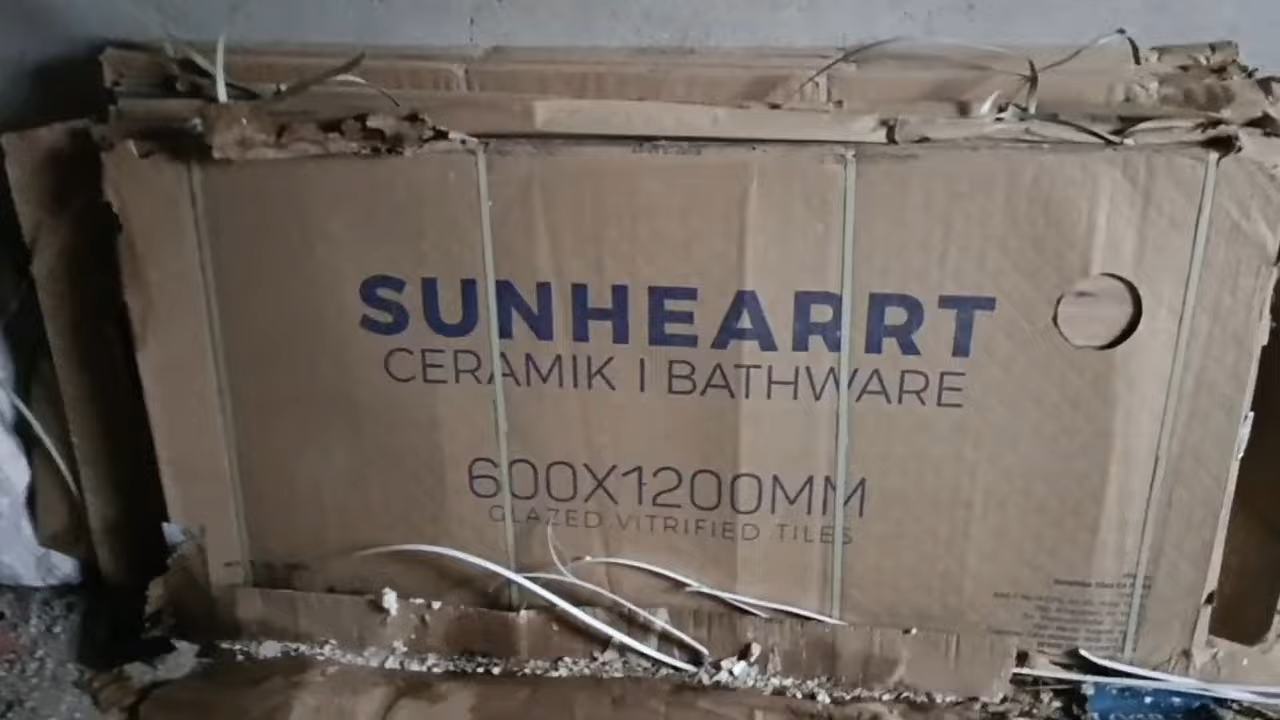 SUNHEARRT
CERAMIK I BATHWARE
600X1200MM
GLAZED VITRIFIED TILES